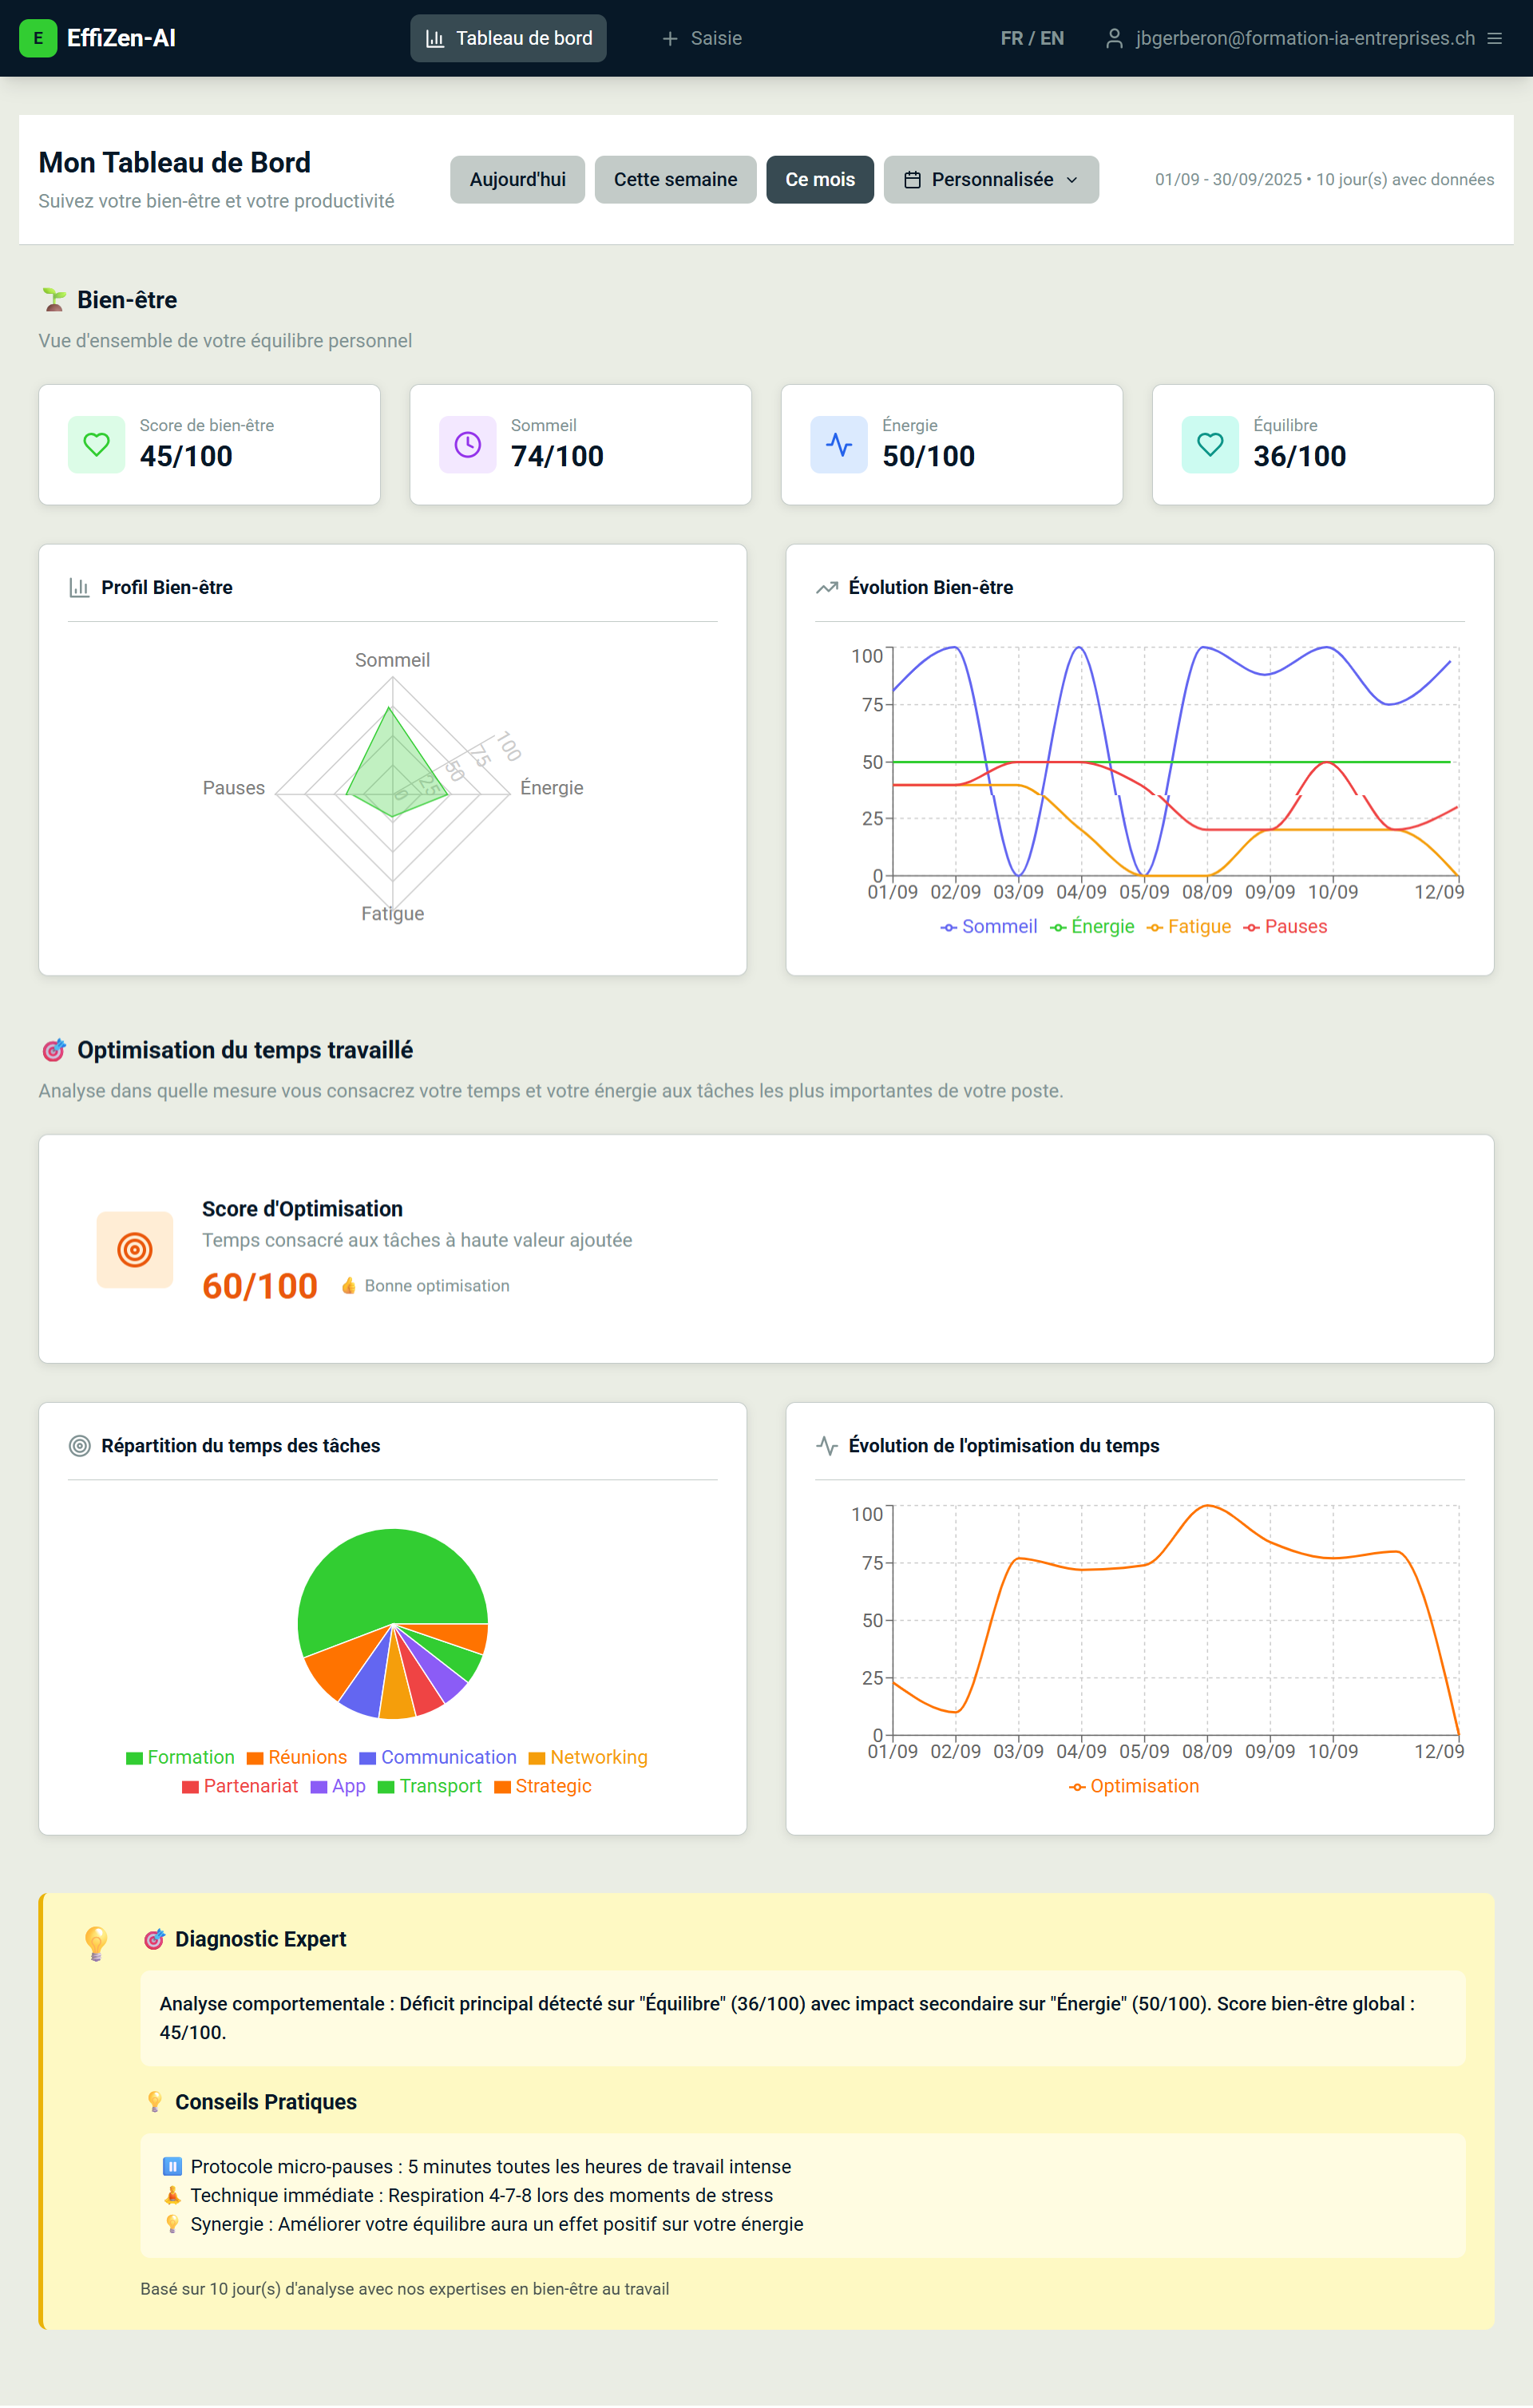 E EffiZen-AI
Tableau de bord
Saisie
FR / EN
jbgerberon@formation-ia-entreprises.ch
Mon Tableau de Bord
Suivez votre bien-être et votre productivité
Aujourd'hui
Cette semaine
Ce mois
Personnalisée
01/09 - 30/09/2025 • 10 jour(s) avec données
Bien-être
Vue d'ensemble de votre équilibre personnel
Score de bien-être
45/100
Sommeil
74/100
Énergie
50/100
Équilibre
36/100
Profil Bien-être
Sommeil
Énergie
Fatigue
Pauses
0
25
50
75
100
Évolution Bien-être
100
75
50
25
0
01/09 02/09 03/09 04/09 05/09 08/09 09/09 10/09 12/09
Sommeil Énergie Fatigue Pauses
Optimisation du temps travaillé
Analyse dans quelle mesure vous consacrez votre temps et votre énergie aux tâches les plus importantes de votre poste.
Score d'Optimisation
Temps consacré aux tâches à haute valeur ajoutée
60/100 👍 Bonne optimisation
Répartition du temps des tâches
Formation Réunions Communication Networking
Partenariat App Transport Strategic
Évolution de l'optimisation du temps
100
75
50
25
0
01/09 02/09 03/09 04/09 05/09 08/09 09/09 10/09 12/09
Optimisation
Diagnostic Expert
Analyse comportementale : Déficit principal détecté sur "Équilibre" (36/100) avec impact secondaire sur "Énergie" (50/100). Score bien-être global :
45/100.
Conseils Pratiques
Protocole micro-pauses : 5 minutes toutes les heures de travail intense
Technique immédiate : Respiration 4-7-8 lors des moments de stress
Synergie : Améliorer votre équilibre aura un effet positif sur votre énergie
Basé sur 10 jour(s) d'analyse avec nos expertises en bien-être au travail